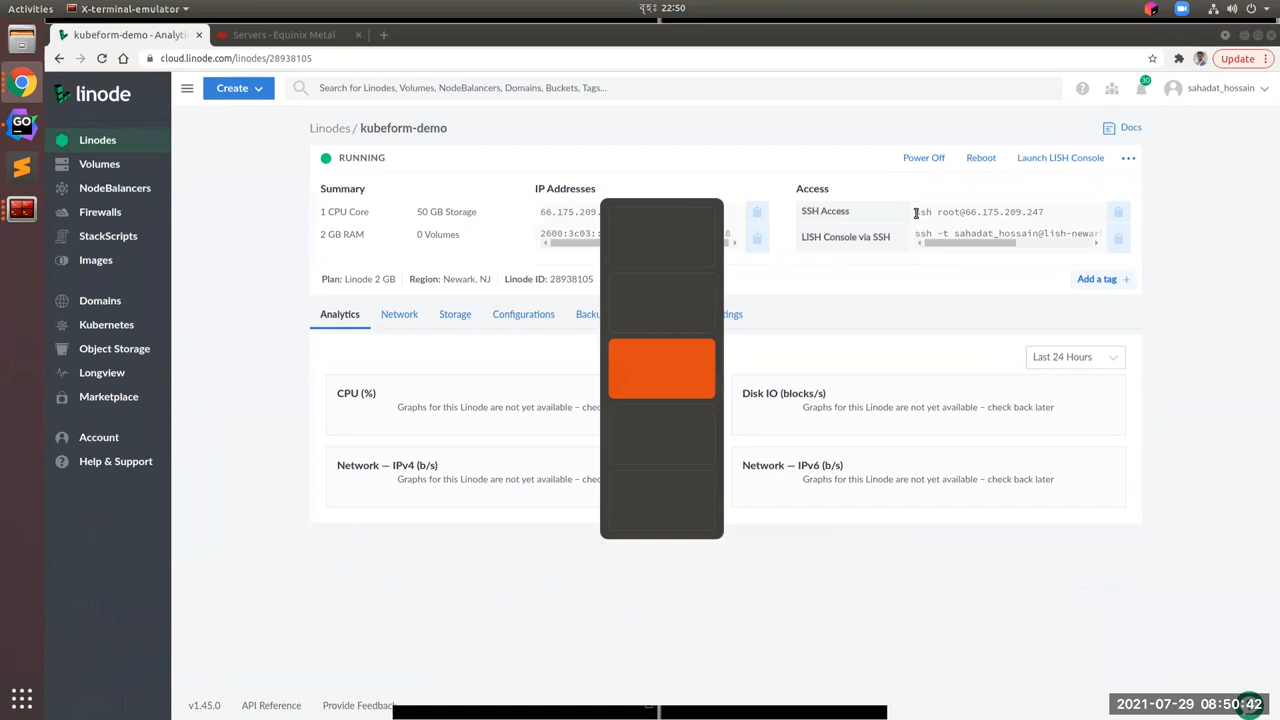 Activities X-terminal-emulator বৃহঃ 22:50
kubeform-demo - Analytic Servers - Equinix Metal
cloud.linode.com/linodes/28938105 Update
linode Create Search for Linodes, Volumes, NodeBalancers, Domains, Buckets, Tags... 30 sahadat_hossain
Linodes
Volumes
NodeBalancers
Firewalls
StackScripts
Images
Domains
Kubernetes
Object Storage
Longview
Marketplace
Account
Help & Support
Linodes / kubeform-demo Docs
RUNNING Power Off Reboot Launch LISH Console
Summary IP Addresses Access
1 CPU Core 50 GB Storage 66.175.209. SSH Access ssh root@66.175.209.247
2 GB RAM 0 Volumes 2600:3c03:: 8 LISH Console via SSH ssh -t sahadat_hossain@lish-newar
Plan: Linode 2 GB Region: Newark, NJ Linode ID: 28938105 Add a tag +
Analytics Network Storage Configurations Backu ings
Last 24 Hours
CPU (%) Disk IO (blocks/s)
Graphs for this Linode are not yet available – chec Graphs for this Linode are not yet available – check back later
Network — IPv4 (b/s) Network — IPv6 (b/s)
Graphs for this Linode are not yet available – chec Graphs for this Linode are not yet available – check back later
v1.45.0 API Reference Provide Feedback
2021-07-29 08:50:42